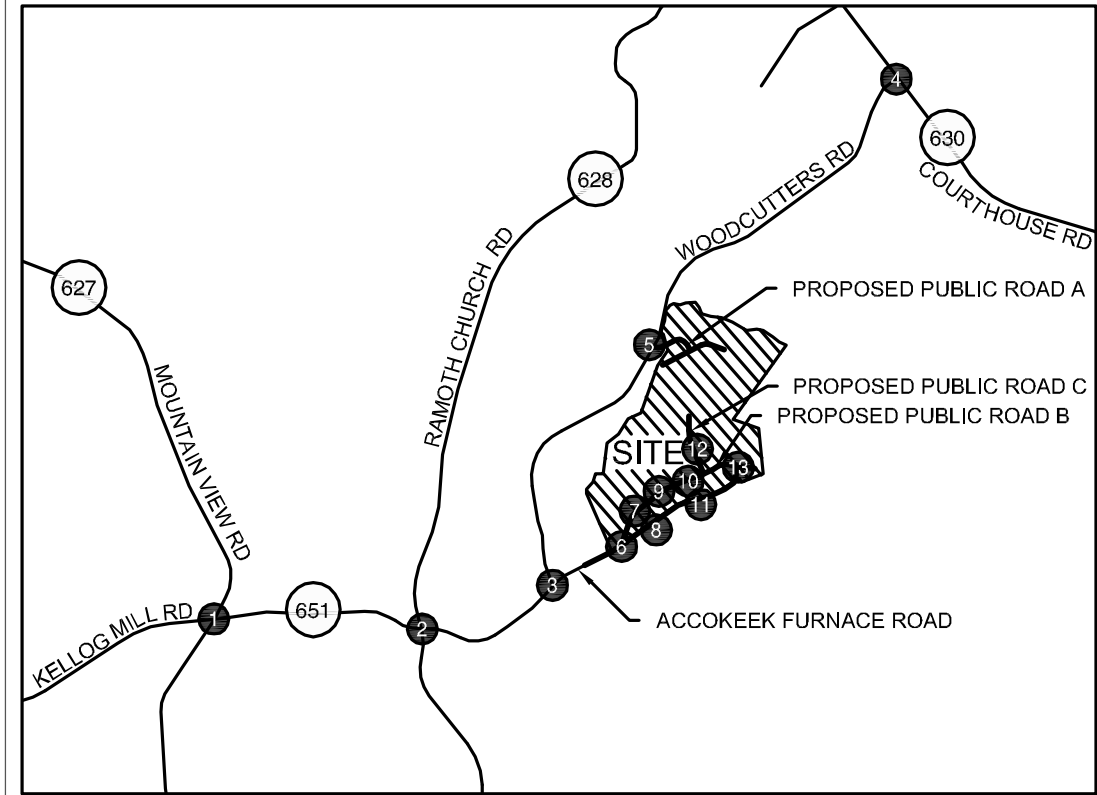 4
630
COURTHOUSE RD
628
WOODCUTTERS RD
RAMOTH CHURCH RD
627
MOUNTAIN VIEW RD
PROPOSED PUBLIC ROAD A
5
PROPOSED PUBLIC ROAD C
PROPOSED PUBLIC ROAD B
SITE
12
13
10
9
11
7
8
6
3
ACCOKEEK FURNACE ROAD
KELLOG MILL RD
1
651
2